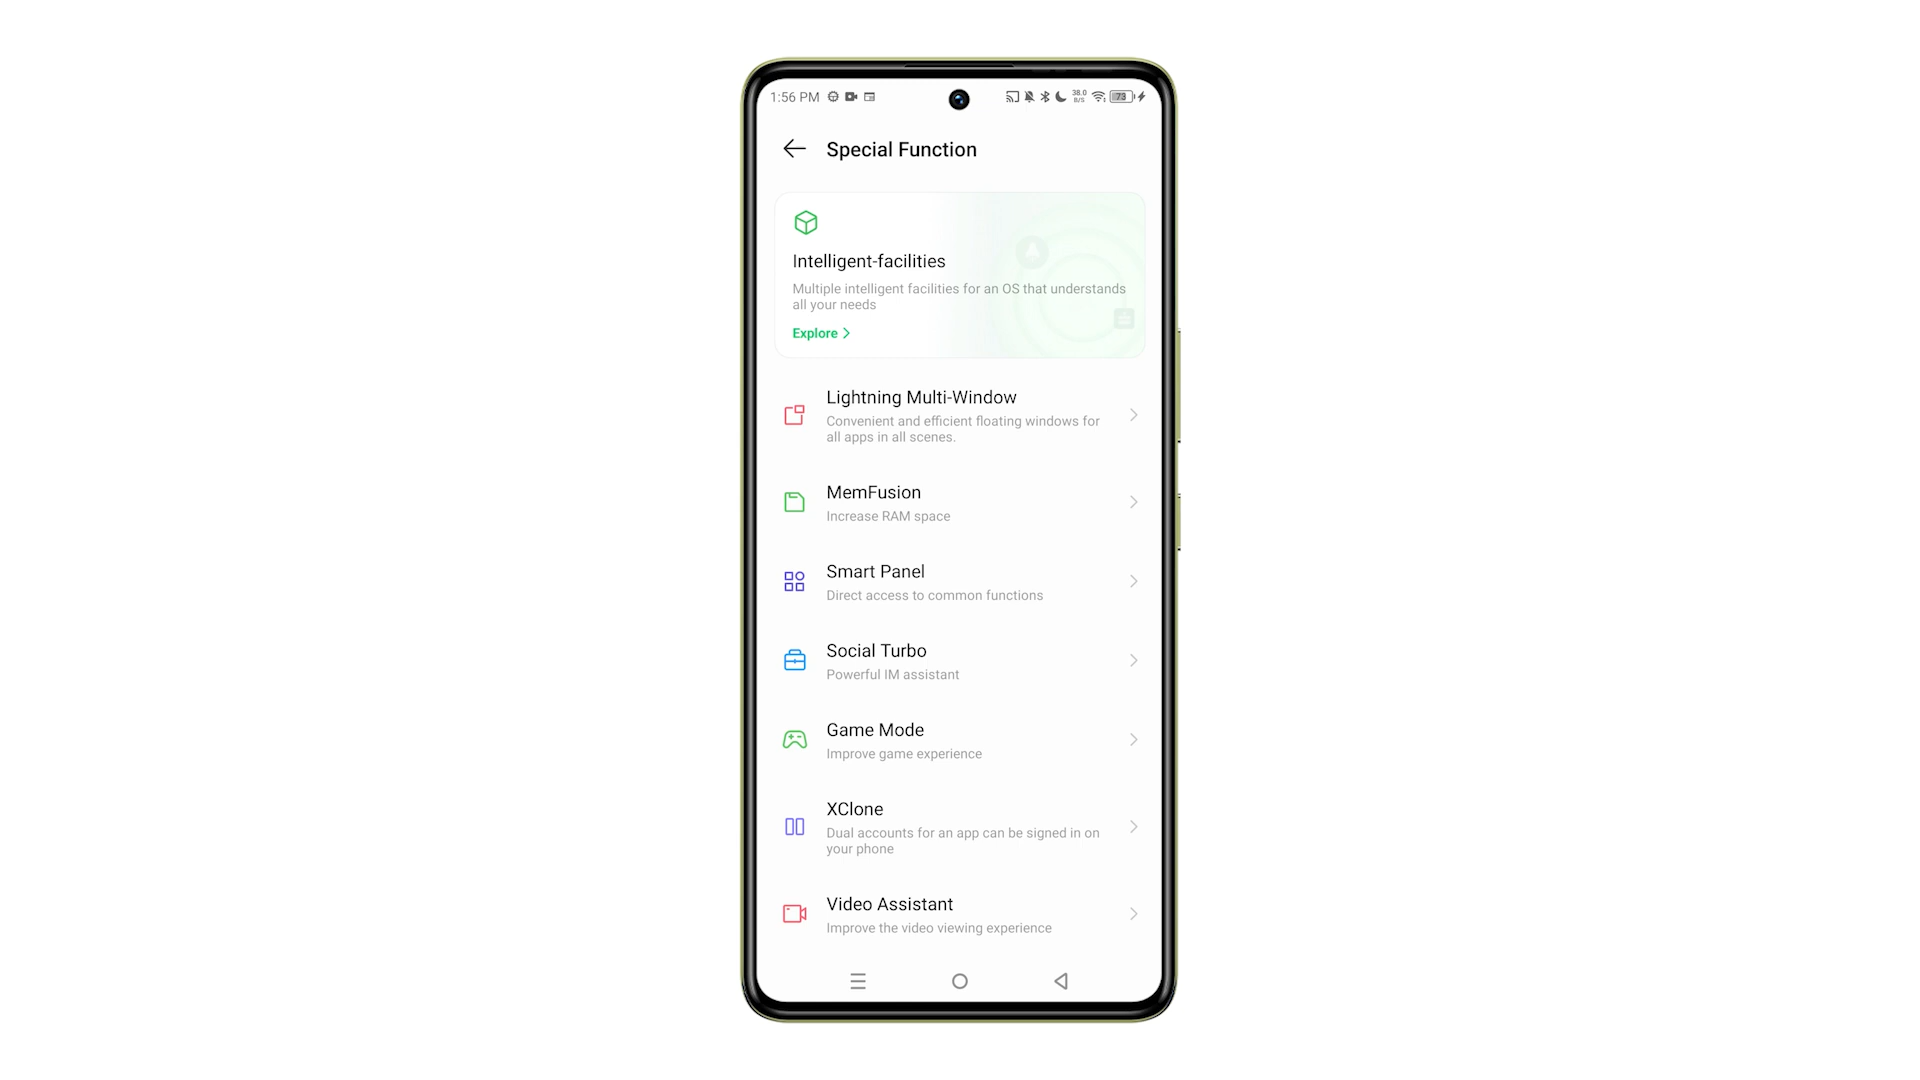 1:56 PM 38.0 B/S 73
Special Function
Intelligent-facilities
Multiple intelligent facilities for an OS that understands
all your needs
Explore
Lightning Multi-Window
Convenient and efficient floating windows for
all apps in all scenes.
MemFusion
Increase RAM space
Smart Panel
Direct access to common functions
Social Turbo
Powerful IM assistant
Game Mode
Improve game experience
XClone
Dual accounts for an app can be signed in on
your phone
Video Assistant
Improve the video viewing experience